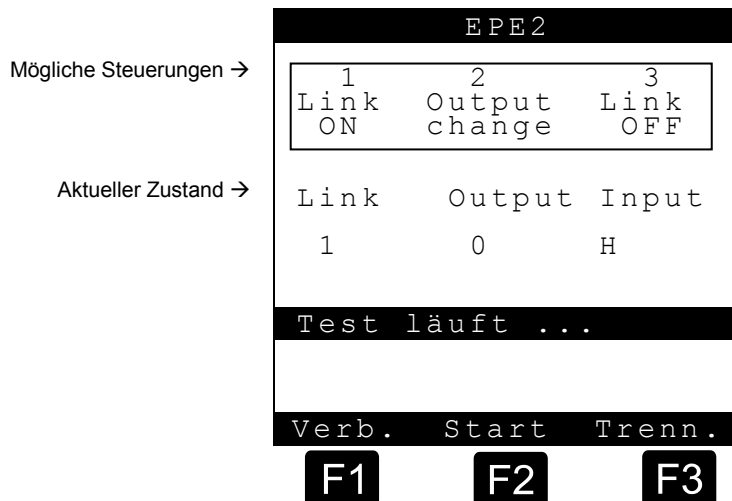 EPE2
Mögliche Steuerungen →
1 2 3
Link Output Link
ON change OFF
Aktueller Zustand →
Link Output Input
1 0 H
Test läuft ...
Verb. Start Trenn.
F1 F2 F3